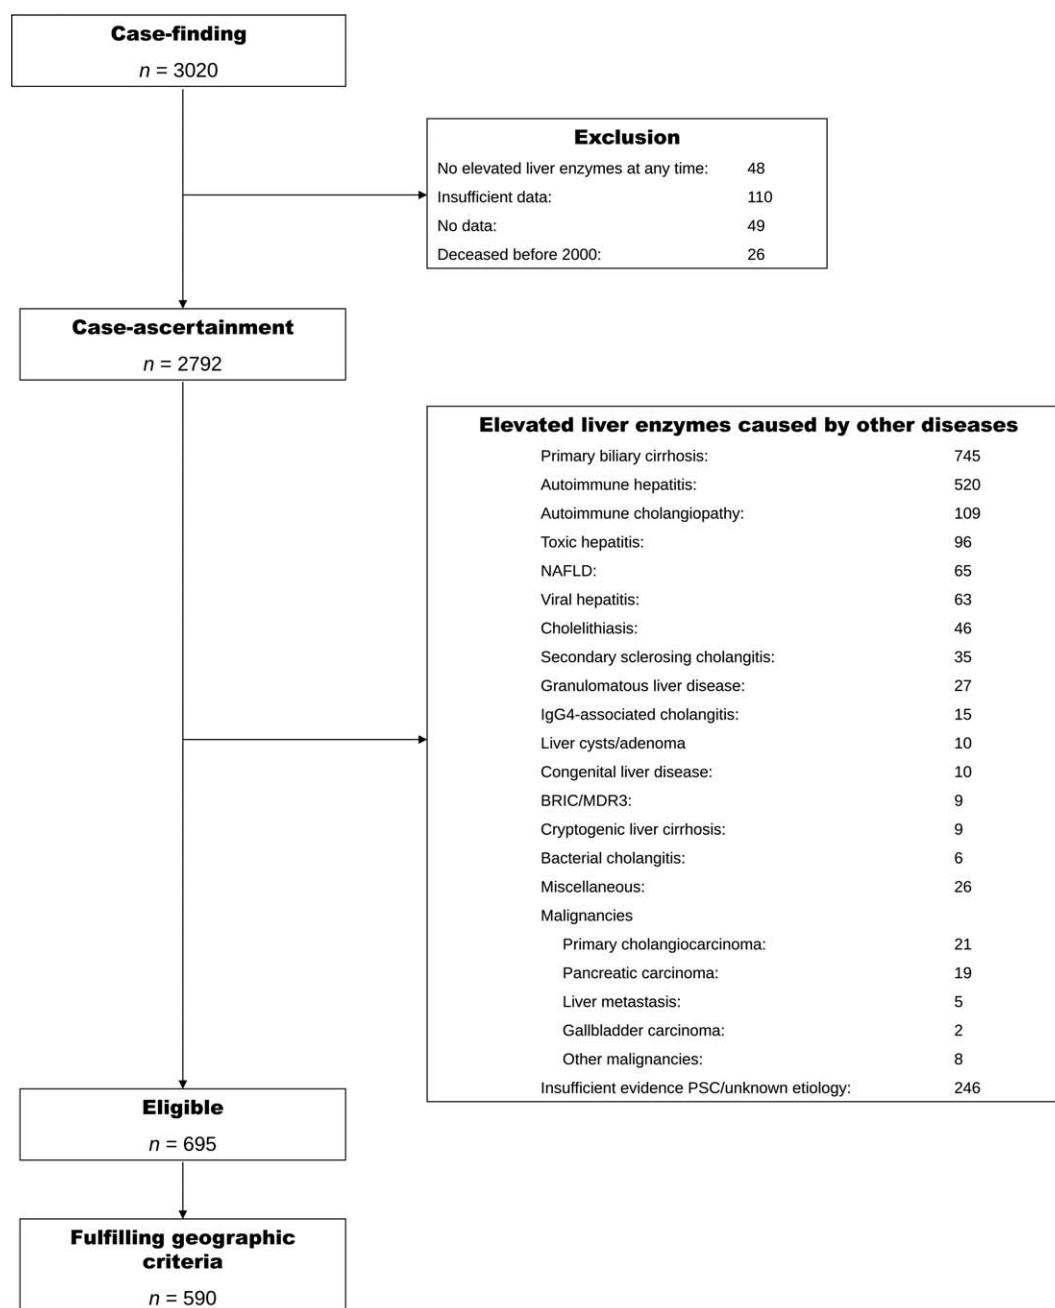 Case-finding
n = 3020
Exclusion
No elevated liver enzymes at any time: 48
Insufficient data: 110
No data: 49
Deceased before 2000: 26
Case-ascertainment
n = 2792
Elevated liver enzymes caused by other diseases
Primary biliary cirrhosis: 745
Autoimmune hepatitis: 520
Autoimmune cholangiopathy: 109
Toxic hepatitis: 96
NAFLD: 65
Viral hepatitis: 63
Cholelithiasis: 46
Secondary sclerosing cholangitis: 35
Granulomatous liver disease: 27
IgG4-associated cholangitis: 15
Liver cysts/adenoma 10
Congenital liver disease: 10
BRIC/MDR3: 9
Cryptogenic liver cirrhosis: 9
Bacterial cholangitis: 6
Miscellaneous: 26
Malignancies
Primary cholangiocarcinoma: 21
Pancreatic carcinoma: 19
Liver metastasis: 5
Gallbladder carcinoma: 2
Other malignancies: 8
Insufficient evidence PSC/unknown etiology: 246
Eligible
n = 695
Fulfilling geographic
criteria
n = 590